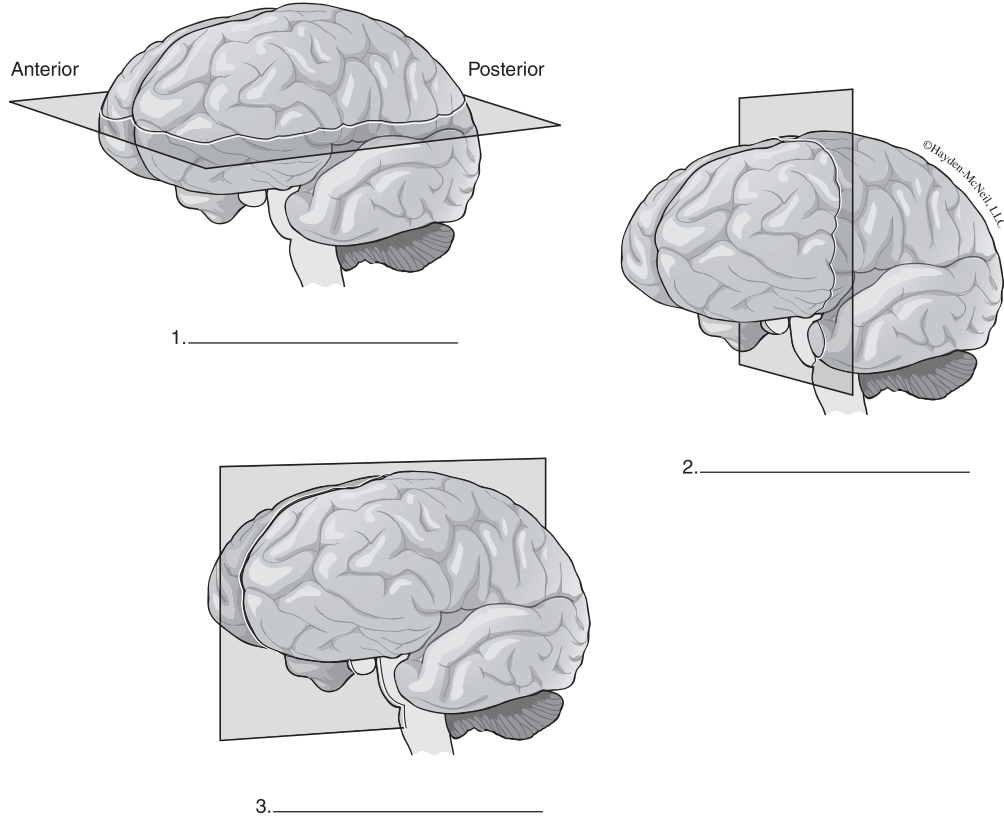 Anterior
Posterior
©Hayden-McNeil, LLC
1.
2.
3.